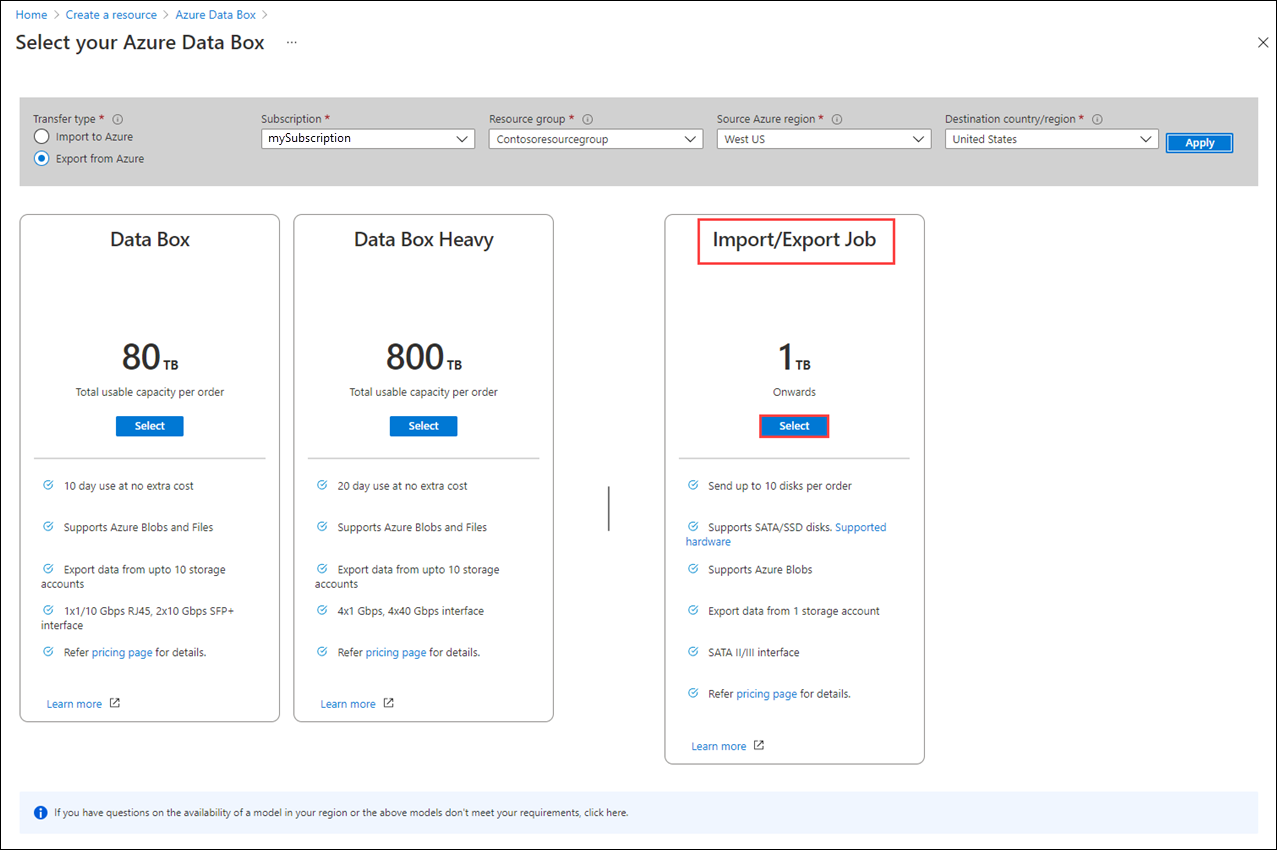 Home > Create a resource > Azure Data Box >
Select your Azure Data Box ...
Transfer type *
Import to Azure
Export from Azure
Subscription *
mySubscription
Resource group *
Contosoresourcegroup
Source Azure region *
West US
Destination country/region *
United States
Apply
Data Box
80 TB
Total usable capacity per order
Select
10 day use at no extra cost
Supports Azure Blobs and Files
Export data from upto 10 storage
accounts
1x1/10 Gbps RJ45, 2x10 Gbps SFP+
interface
Refer pricing page for details.
Learn more
Data Box Heavy
800 TB
Total usable capacity per order
Select
20 day use at no extra cost
Supports Azure Blobs and Files
Export data from upto 10 storage
accounts
4x1 Gbps, 4x40 Gbps interface
Refer pricing page for details.
Learn more
Import/Export Job
1 TB
Onwards
Select
Send up to 10 disks per order
Supports SATA/SSD disks. Supported
hardware
Supports Azure Blobs
Export data from 1 storage account
SATA II/III interface
Refer pricing page for details.
Learn more
If you have questions on the availability of a model in your region or the above models don't meet your requirements, click here.